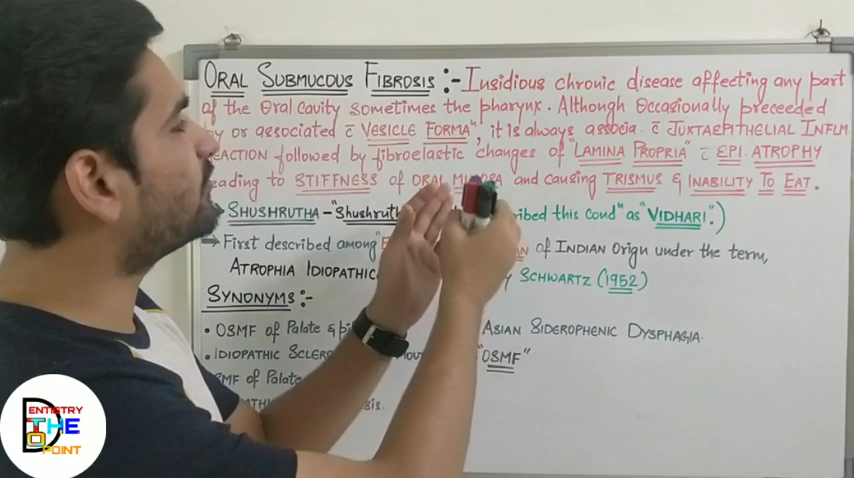 ORAL SUBMUCOUS FIBROSIS:- Insidious chronic disease affecting any part
of the Oral cavity sometimes the pharynx. Although Occasionally preceeded
or associated c̄ VESICLE FORMA", it is always associa. c̄ JUXTAEPITHELIAL INFLM.
REACTION followed by fibroelastic changes of "LAMINA PROPRIA" c̄ EPI. ATROPHY
leading to STIFFNESS of ORAL and causing TRISMUS & INABILITY TO EAT.
→ SHUSHRUTHA - "Shushruth this cond" as "VIDHARI".)
→ First described among of INDIAN Orign under the term,
ATROPHIA IDIOPATHIC SCHWARTZ (1952)
SYNONYMS:-
• OSMF of Palate & ASIAN SIDEROPHENIC DYSPHAGIA.
• IDIOPATHIC "OSMF"
of Palate
DENTISTRY
THE
POINT